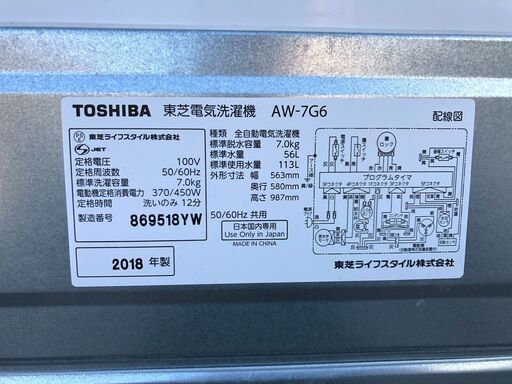 TOSHIBA 東芝電気洗濯機 AW-7G6
配線図
東芝ライフスタイル株式会社
JET
定格電圧 100V
定格周波数 50/60Hz
標準洗濯容量 7.0kg
電動機定格消費電力 370/450W
定格時間 洗いのみ 12分
製造番号 869518YW
2018 年製
種類 全自動電気洗濯機
標準脱水容量 7.0kg
標準水量 56L
標準使用水量 113L
外形寸法 幅 563mm
奥行 580mm
高さ 987mm
50/60Hz 共用
日本国内専用
Use Only in Japan
MADE IN CHINA
ロック
プログラムタイマ
東芝ライフスタイル株式会社